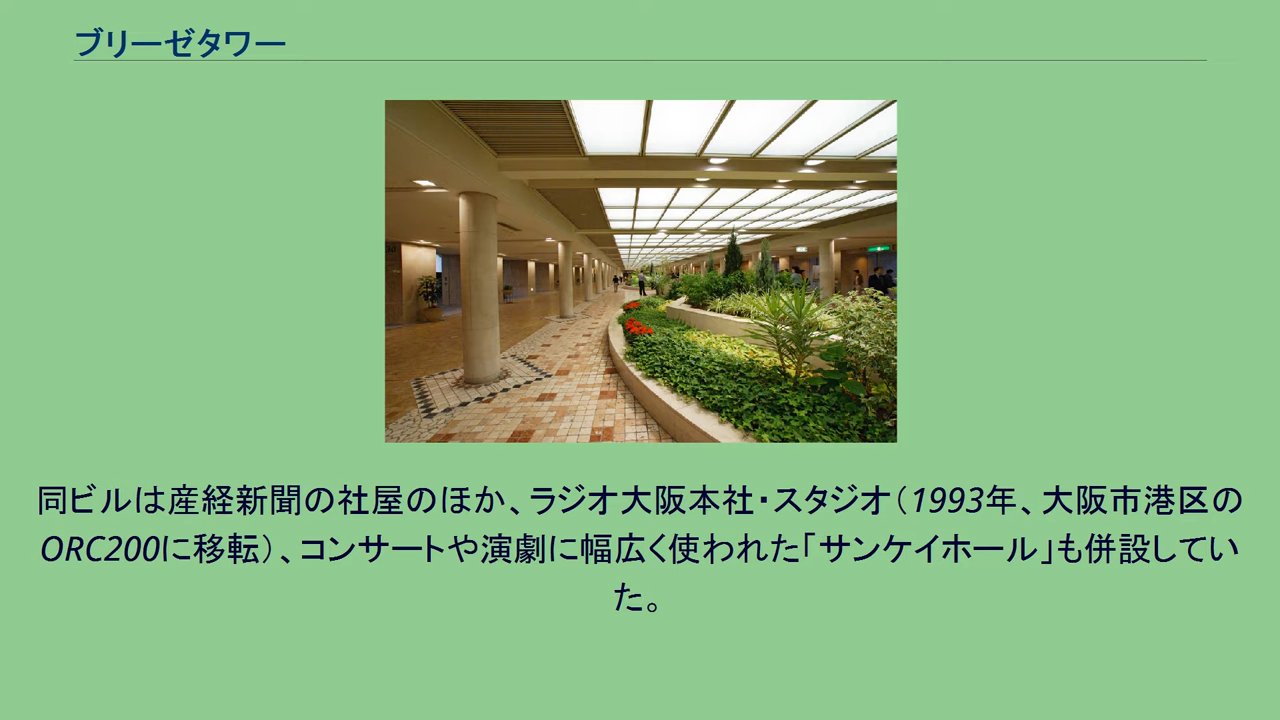 ブリーゼタワー
同ビルは産経新聞の社屋のほか、ラジオ大阪本社・スタジオ（1993年、大阪市港区の
ORC200に移転）、コンサートや演劇に幅広く使われた「サンケイホール」も併設してい
た。